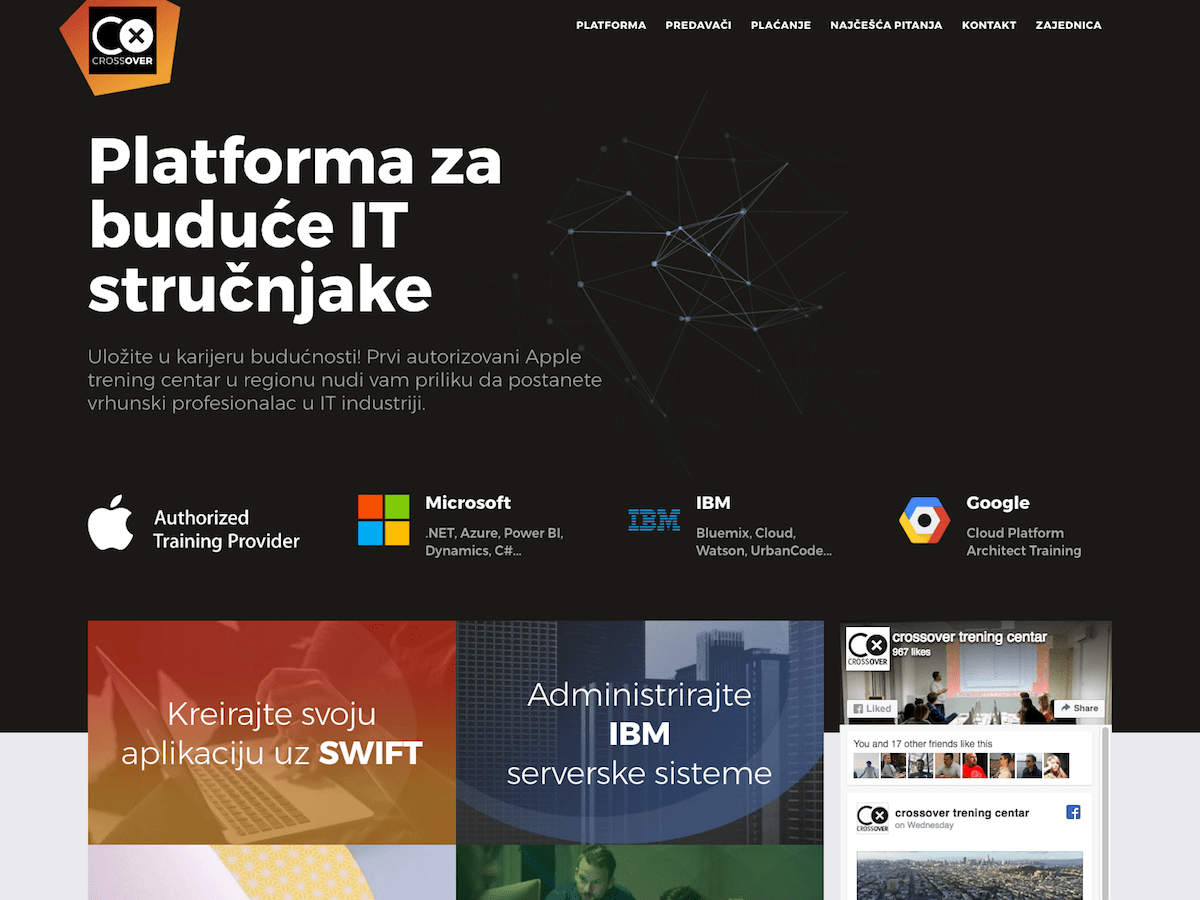 CROSSOVER
PLATFORMA PREDAVAČI PLAĆANJE NAJČEŠĆA PITANJA KONTAKT ZAJEDNICA
Platforma za
buduće IT
stručnjake
Uložite u karijeru budućnosti! Prvi autorizovani Apple
trening centar u regionu nudi vam priliku da postanete
vrhunski profesionalac u IT industriji.
Authorized
Training Provider
Microsoft
.NET, Azure, Power BI,
Dynamics, C#...
IBM
IBM
Bluemix, Cloud,
Watson, UrbanCode...
Google
Cloud Platform
Architect Training
Kreirajte svoju
aplikaciju uz SWIFT
Administrirajte
IBM
serverske sisteme
CROSSOVER
crossover trening centar
967 likes
Liked
Share
You and 17 other friends like this
CROSSOVER
crossover trening centar
on Wednesday